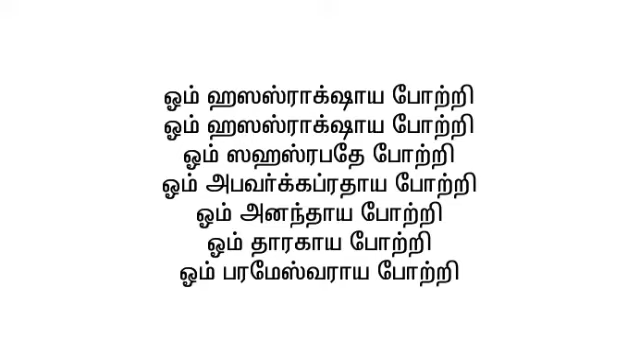 ஓம் ஹஸஸ்ராக்ஷாய போற்றி
ஓம் ஹஸஸ்ராக்ஷாய போற்றி
ஓம் ஸஹஸ்ரபதே போற்றி
ஓம் அபவர்க்கப்ரதாய போற்றி
ஓம் அனந்தாய போற்றி
ஓம் தாரகாய போற்றி
ஓம் பரமேஸ்வராய போற்றி